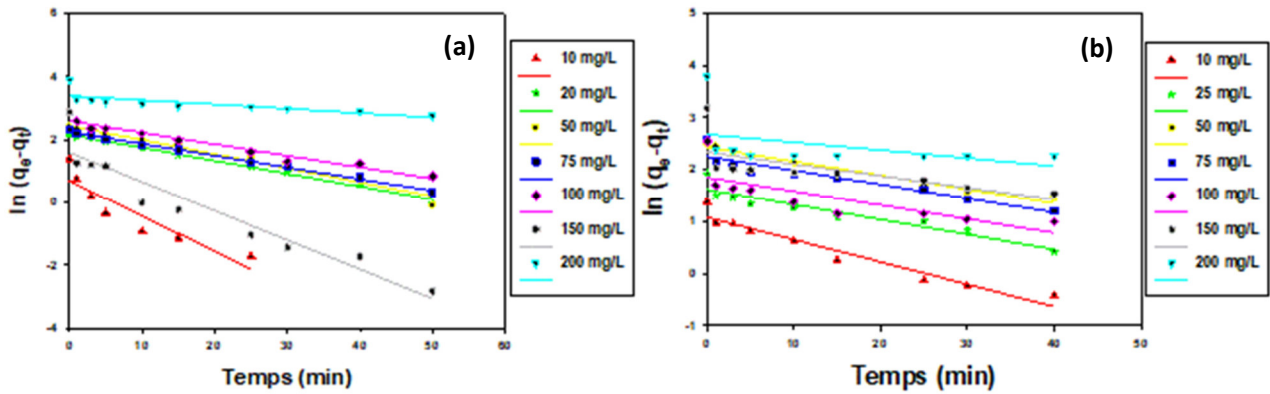 (a)
ln (qe-qt)
6
4
2
0
-2
-4
0 10 20 30 40 50 60
Temps (min)
10 mg/L
20 mg/L
50 mg/L
75 mg/L
100 mg/L
150 mg/L
200 mg/L
(b)
ln (qe-qt)
5
4
3
2
1
0
-1
0 10 20 30 40 50
Temps (min)
10 mg/L
25 mg/L
50 mg/L
75 mg/L
100 mg/L
150 mg/L
200 mg/L